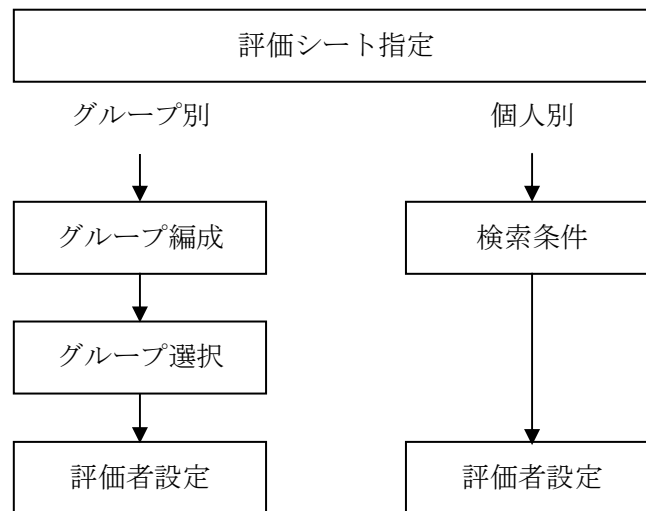 評価シート指定
グループ別
個人別
グループ編成
検索条件
グループ選択
評価者設定
評価者設定